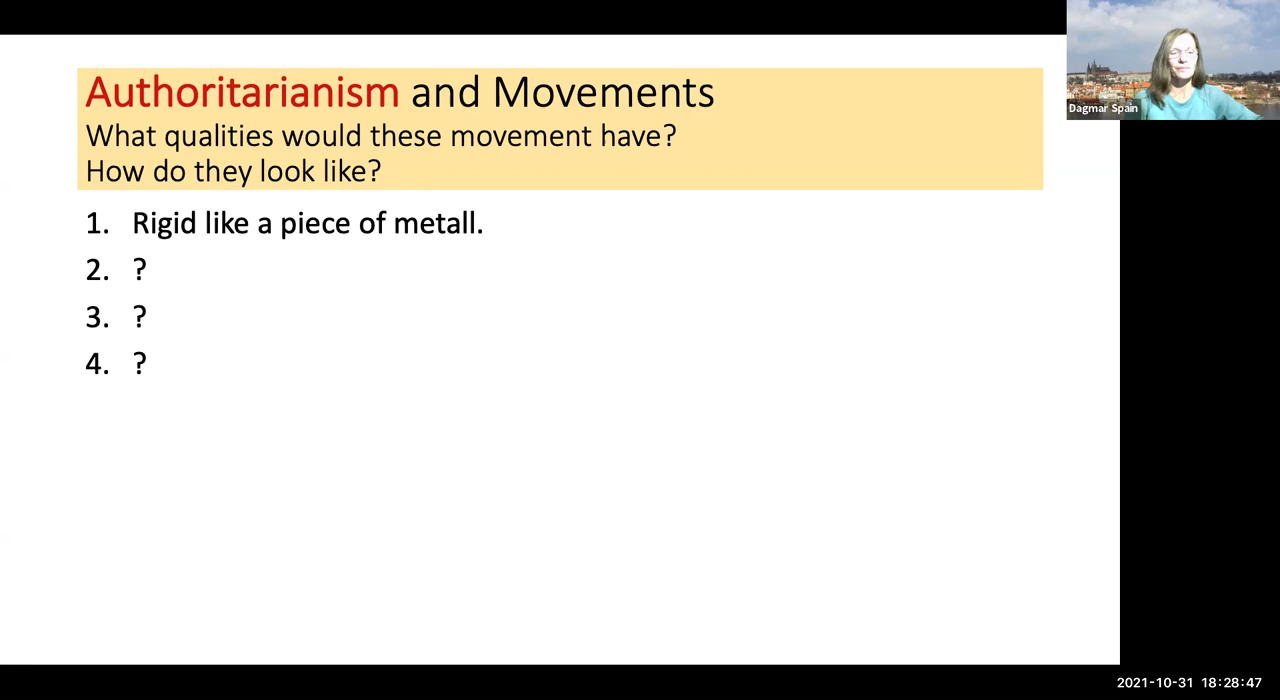 Authoritarianism and Movements
What qualities would these movement have?
How do they look like?
1. Rigid like a piece of metall.
2. ?
3. ?
4. ?
Dagmar Spain
2021-10-31 18:28:47